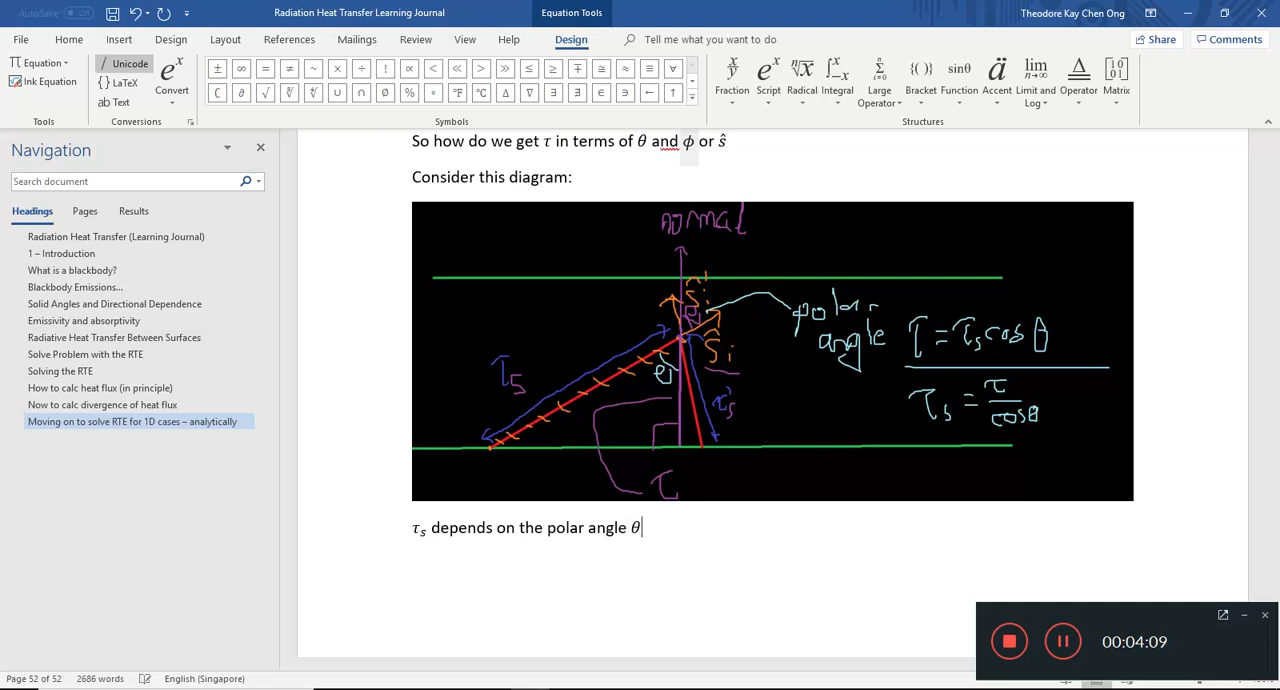 AutoSave Off
Radiation Heat Transfer Learning Journal
Equation Tools
Theodore Kay Chen Ong
File Home Insert Draw Design Layout References Mailings Review View Help Design Tell me what you want to do
Share Comments
Equation
Ink Equation
Tools
Unicode
LaTeX
ab Text
Convert
Conversions
± ∞ = ≠ ~ × ÷ ! ∝ < ≪ > ≫ ≤ ≥ ∓ ≅ ≈ ≡ ∀
∁ ∂ √ ∛ ∜ ∪ ∩ ∅ % ° °F °C ∆ ∇ ∃ ∄ ∈ ∋ ← ↑
Symbols
Fraction Script Radical Integral Large Operator Bracket Function Accent Limit and Log Operator Matrix
Structures
Navigation
Search document
Headings Pages Results
Radiation Heat Transfer (Learning Journal)
1 – Introduction
What is a blackbody?
Blackbody Emissions...
Solid Angles and Directional Dependence
Emissivity and absorptivity
Radiative Heat Transfer Between Surfaces
Solve Problem with the RTE
Solving the RTE
How to calc heat flux (in principle)
Now to calc divergence of heat flux
Moving on to solve RTE for 1D cases – analytically
So how do we get τ in terms of θ and ϕ or ŝ
Consider this diagram:
normal
ŝ'i
θ
polar angle
ŝi
τs
θ
τ's
τ
τ = τs cos θ
τs = τ / cosθ
τs depends on the polar angle θ
00:04:09
Page 52 of 52 2686 words English (Singapore)